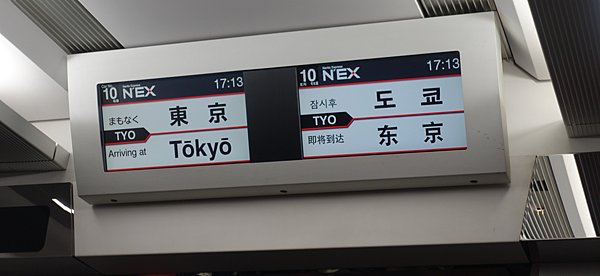 10 N'EX 17:13
まもなく 東京
TYO
Arriving at Tōkyō
10 N'EX 17:13
잠시후 도쿄
TYO
即将到达 东京